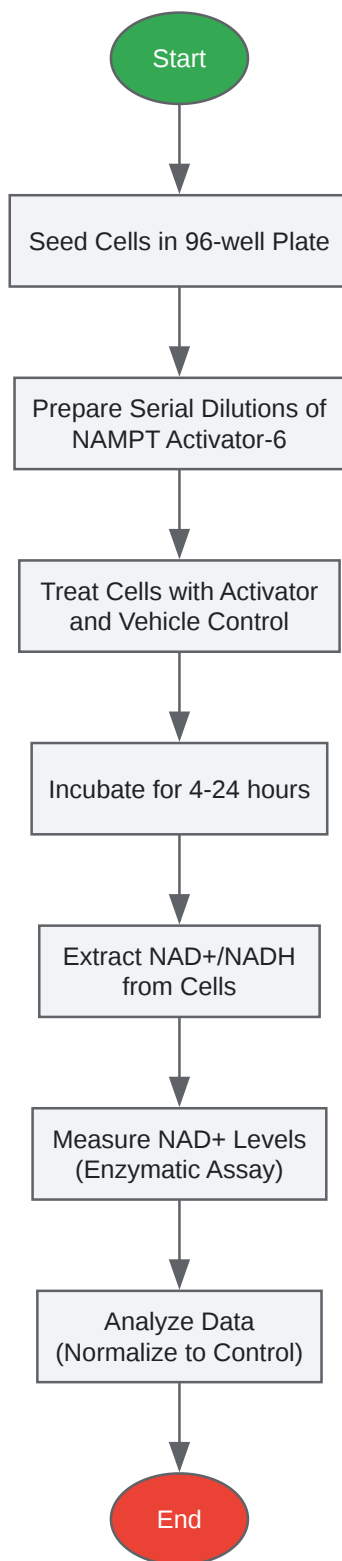 Start
Seed Cells in 96-well Plate
Prepare Serial Dilutions of
NAMPT Activator-6
Treat Cells with Activator
and Vehicle Control
Incubate for 4-24 hours
Extract NAD+/NADH
from Cells
Measure NAD+ Levels
(Enzymatic Assay)
Analyze Data
(Normalize to Control)
End